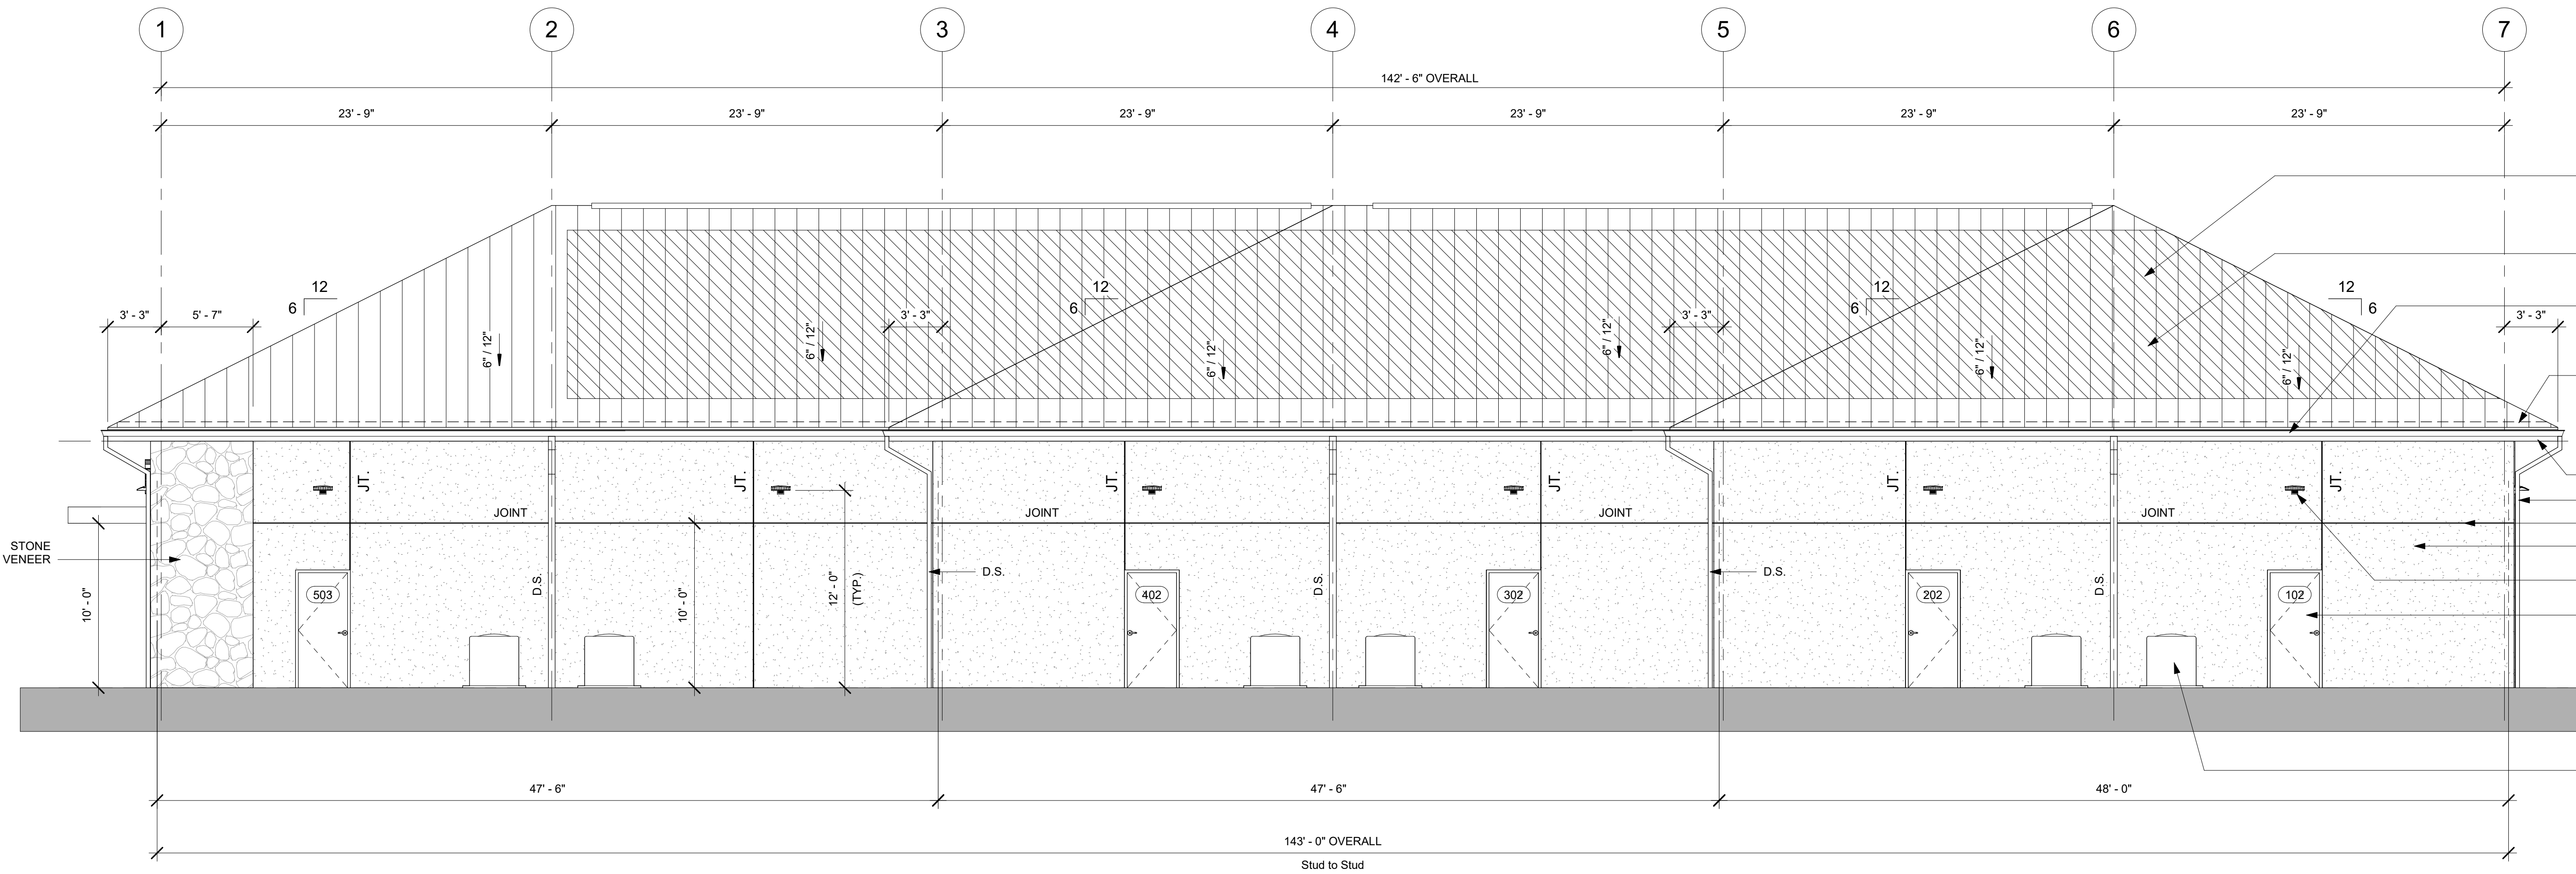 1
2
3
4
5
6
7
142' - 6" OVERALL
23' - 9"
23' - 9"
23' - 9"
23' - 9"
23' - 9"
23' - 9"
12
6
12
6
12
6
12
6
3' - 3"
5' - 7"
3' - 3"
3' - 3"
3' - 3"
6" / 12"
6" / 12"
6" / 12"
6" / 12"
6" / 12"
6" / 12"
JT.
JT.
JT.
JT.
JT.
JT.
JOINT
JOINT
JOINT
JOINT
STONE
VENEER
10' - 0"
D.S.
10' - 0"
12' - 0"
(TYP.)
D.S.
D.S.
D.S.
D.S.
503
402
302
202
102
47' - 6"
47' - 6"
48' - 0"
143' - 0" OVERALL
Stud to Stud